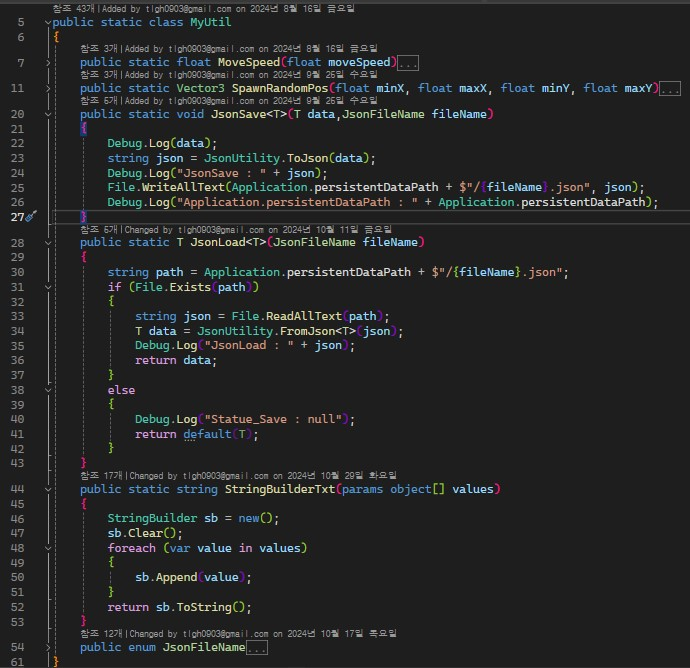 참조 43개|Added by tlgh0903@gmail.com on 2024년 8월 16일 금요일
5 public static class MyUtil
6 {
참조 3개|Added by tlgh0903@gmail.com on 2024년 8월 16일 금요일
7 public static float MoveSpeed(float moveSpeed)...
참조 3개|Added by tlgh0903@gmail.com on 2024년 9월 25일 수요일
11 public static Vector3 SpawnRandomPos(float minX, float maxX, float minY, float maxY)...
참조 6개|Added by tlgh0903@gmail.com on 2024년 9월 25일 수요일
20 public static void JsonSave<T>(T data,JsonFileName fileName)
21 {
22 Debug.Log(data);
23 string json = JsonUtility.ToJson(data);
24 Debug.Log("JsonSave : " + json);
25 File.WriteAllText(Application.persistentDataPath + $"/{fileName}.json", json);
26 Debug.Log("Application.persistentDataPath : " + Application.persistentDataPath);
27 }
참조 6개|Changed by tlgh0903@gmail.com on 2024년 10월 11일 금요일
28 public static T JsonLoad<T>(JsonFileName fileName)
29 {
30 string path = Application.persistentDataPath + $"/{fileName}.json";
31 if (File.Exists(path))
32 {
33 string json = File.ReadAllText(path);
34 T data = JsonUtility.FromJson<T>(json);
35 Debug.Log("JsonLoad : " + json);
36 return data;
37 }
38 else
39 {
40 Debug.Log("Statue_Save : null");
41 return default(T);
42 }
43 }
참조 17개|Changed by tlgh0903@gmail.com on 2024년 10월 29일 화요일
44 public static string StringBuilderTxt(params object[] values)
45 {
46 StringBuilder sb = new();
47 sb.Clear();
48 foreach (var value in values)
49 {
50 sb.Append(value);
51 }
52 return sb.ToString();
53 }
참조 12개|Changed by tlgh0903@gmail.com on 2024년 10월 17일 목요일
54 public enum JsonFileName...
61 }